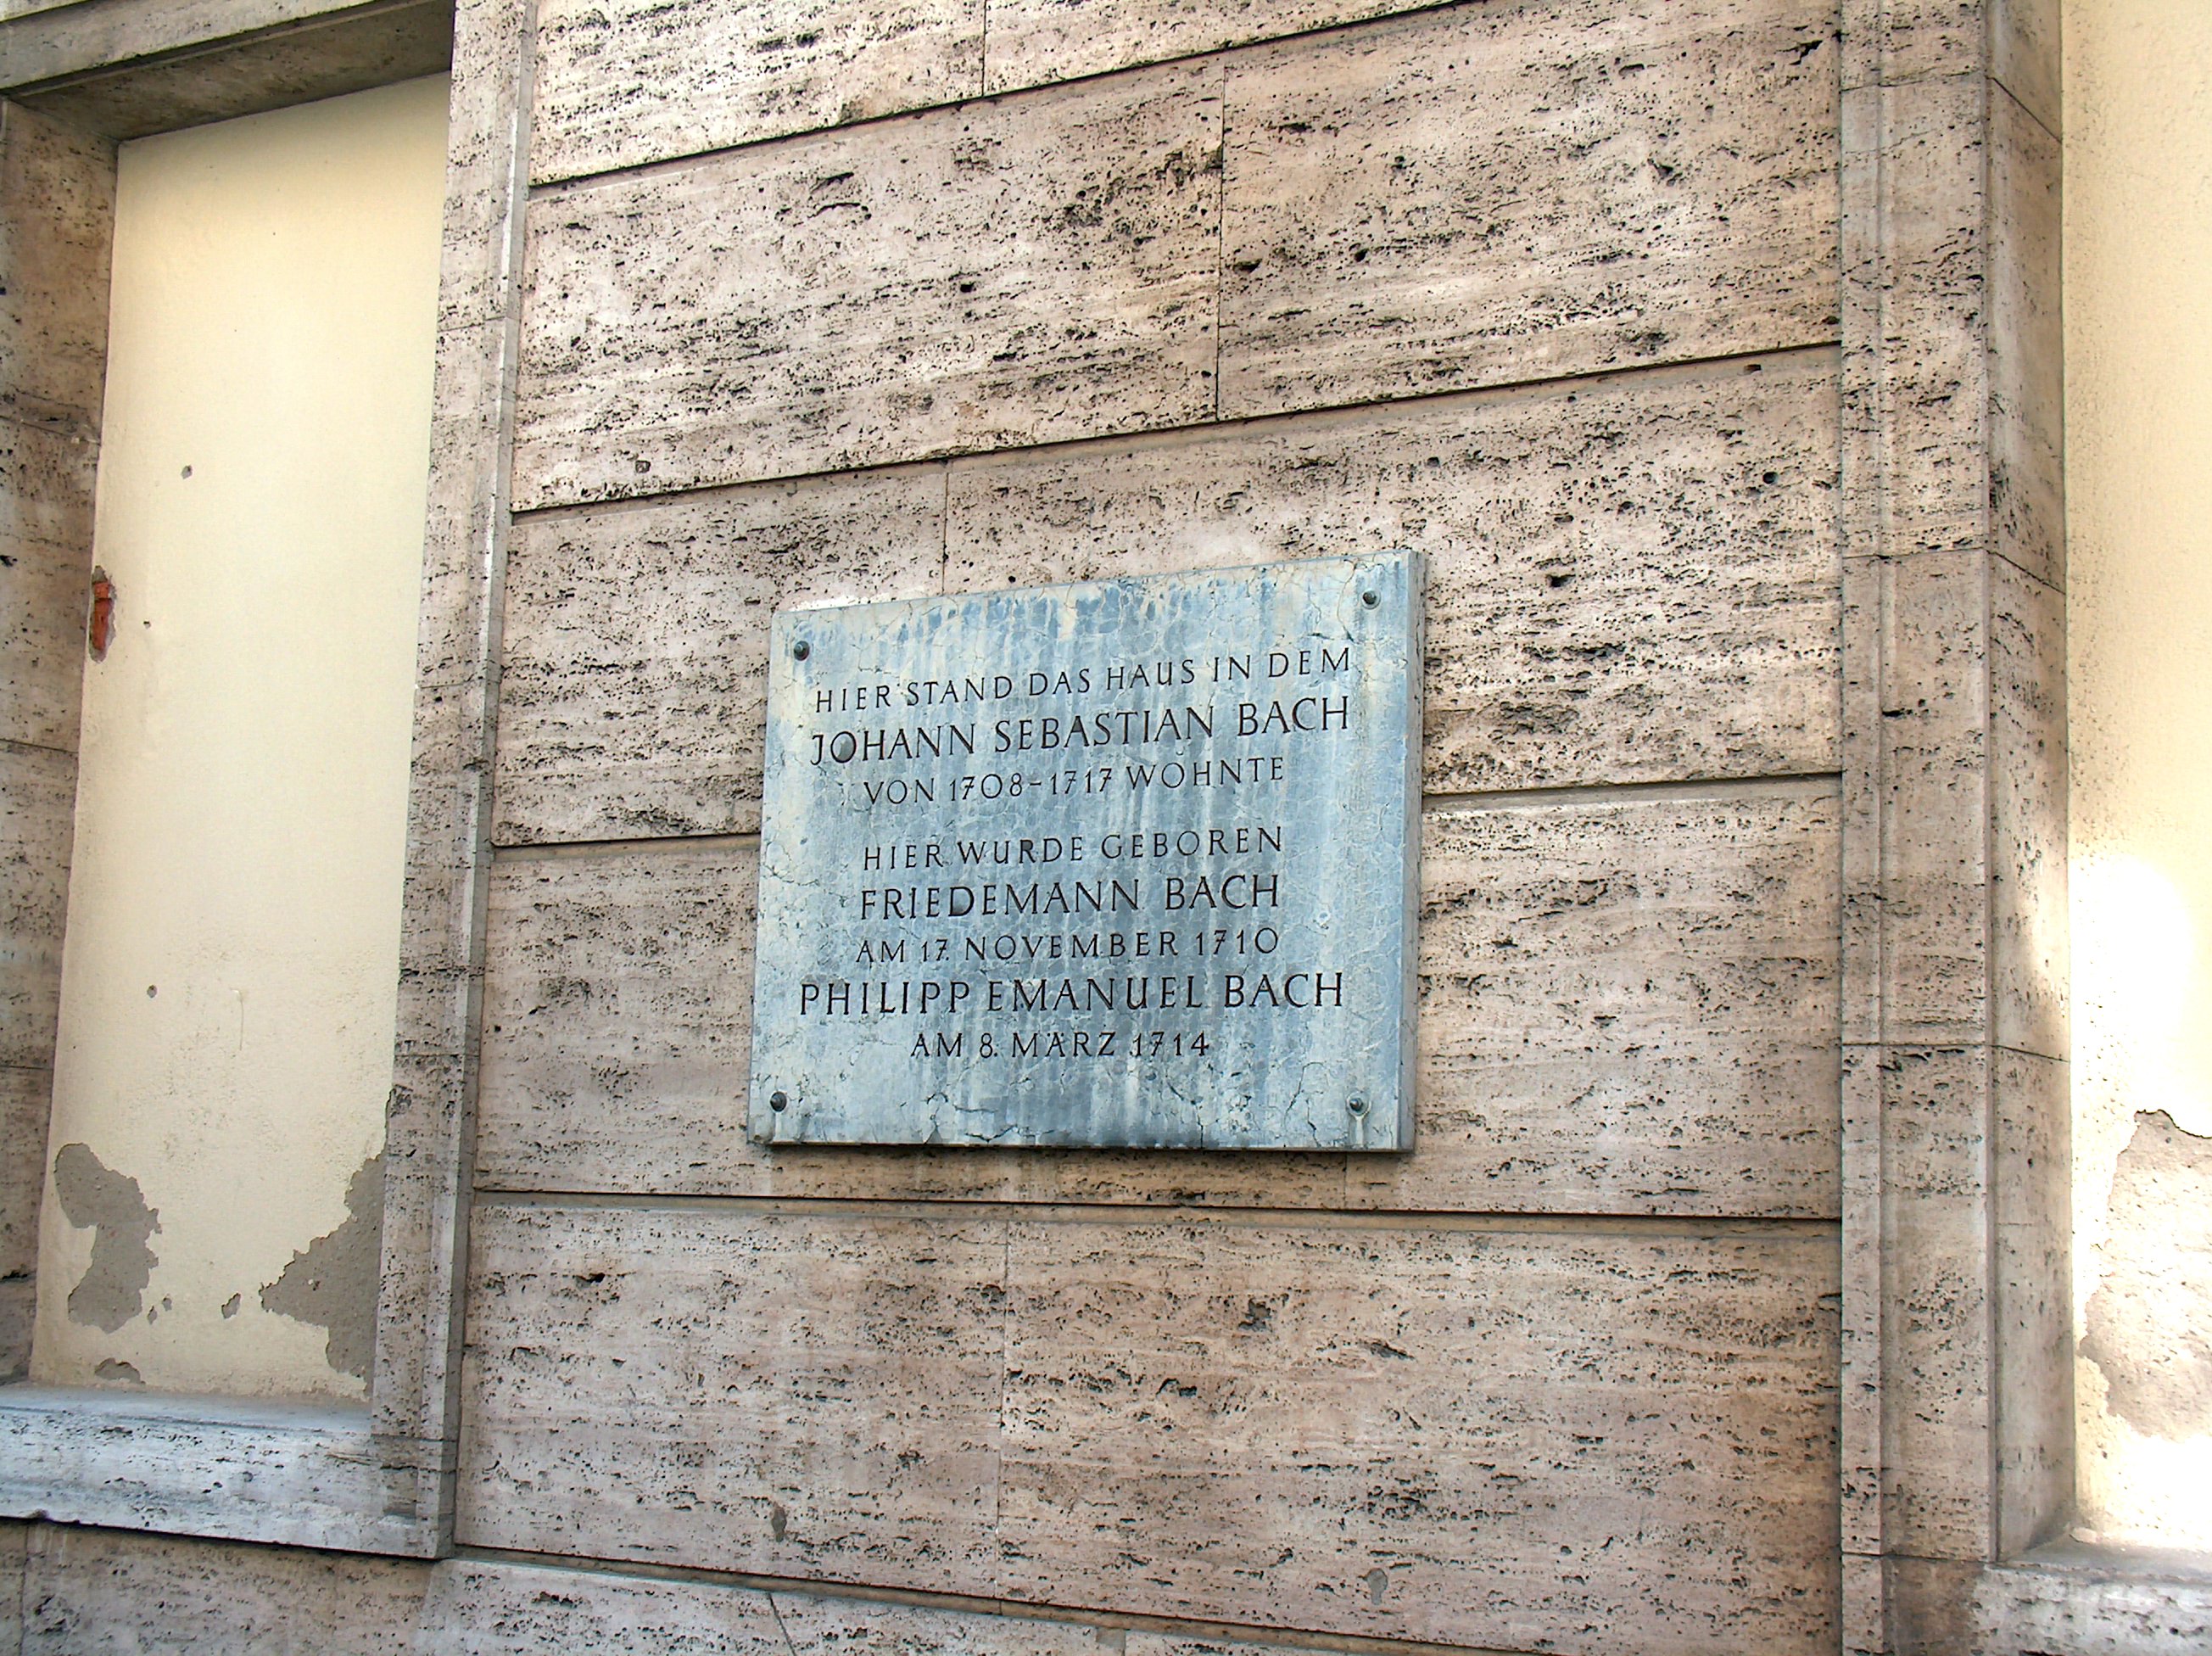 HIER STAND DAS HAUS IN DEM
JOHANN SEBASTIAN BACH
VON 1708-1717 WOHNTE
HIER WURDE GEBOREN
FRIEDEMANN BACH
AM 17. NOVEMBER 1710
PHILIPP EMANUEL BACH
AM 8. MÄRZ 1714